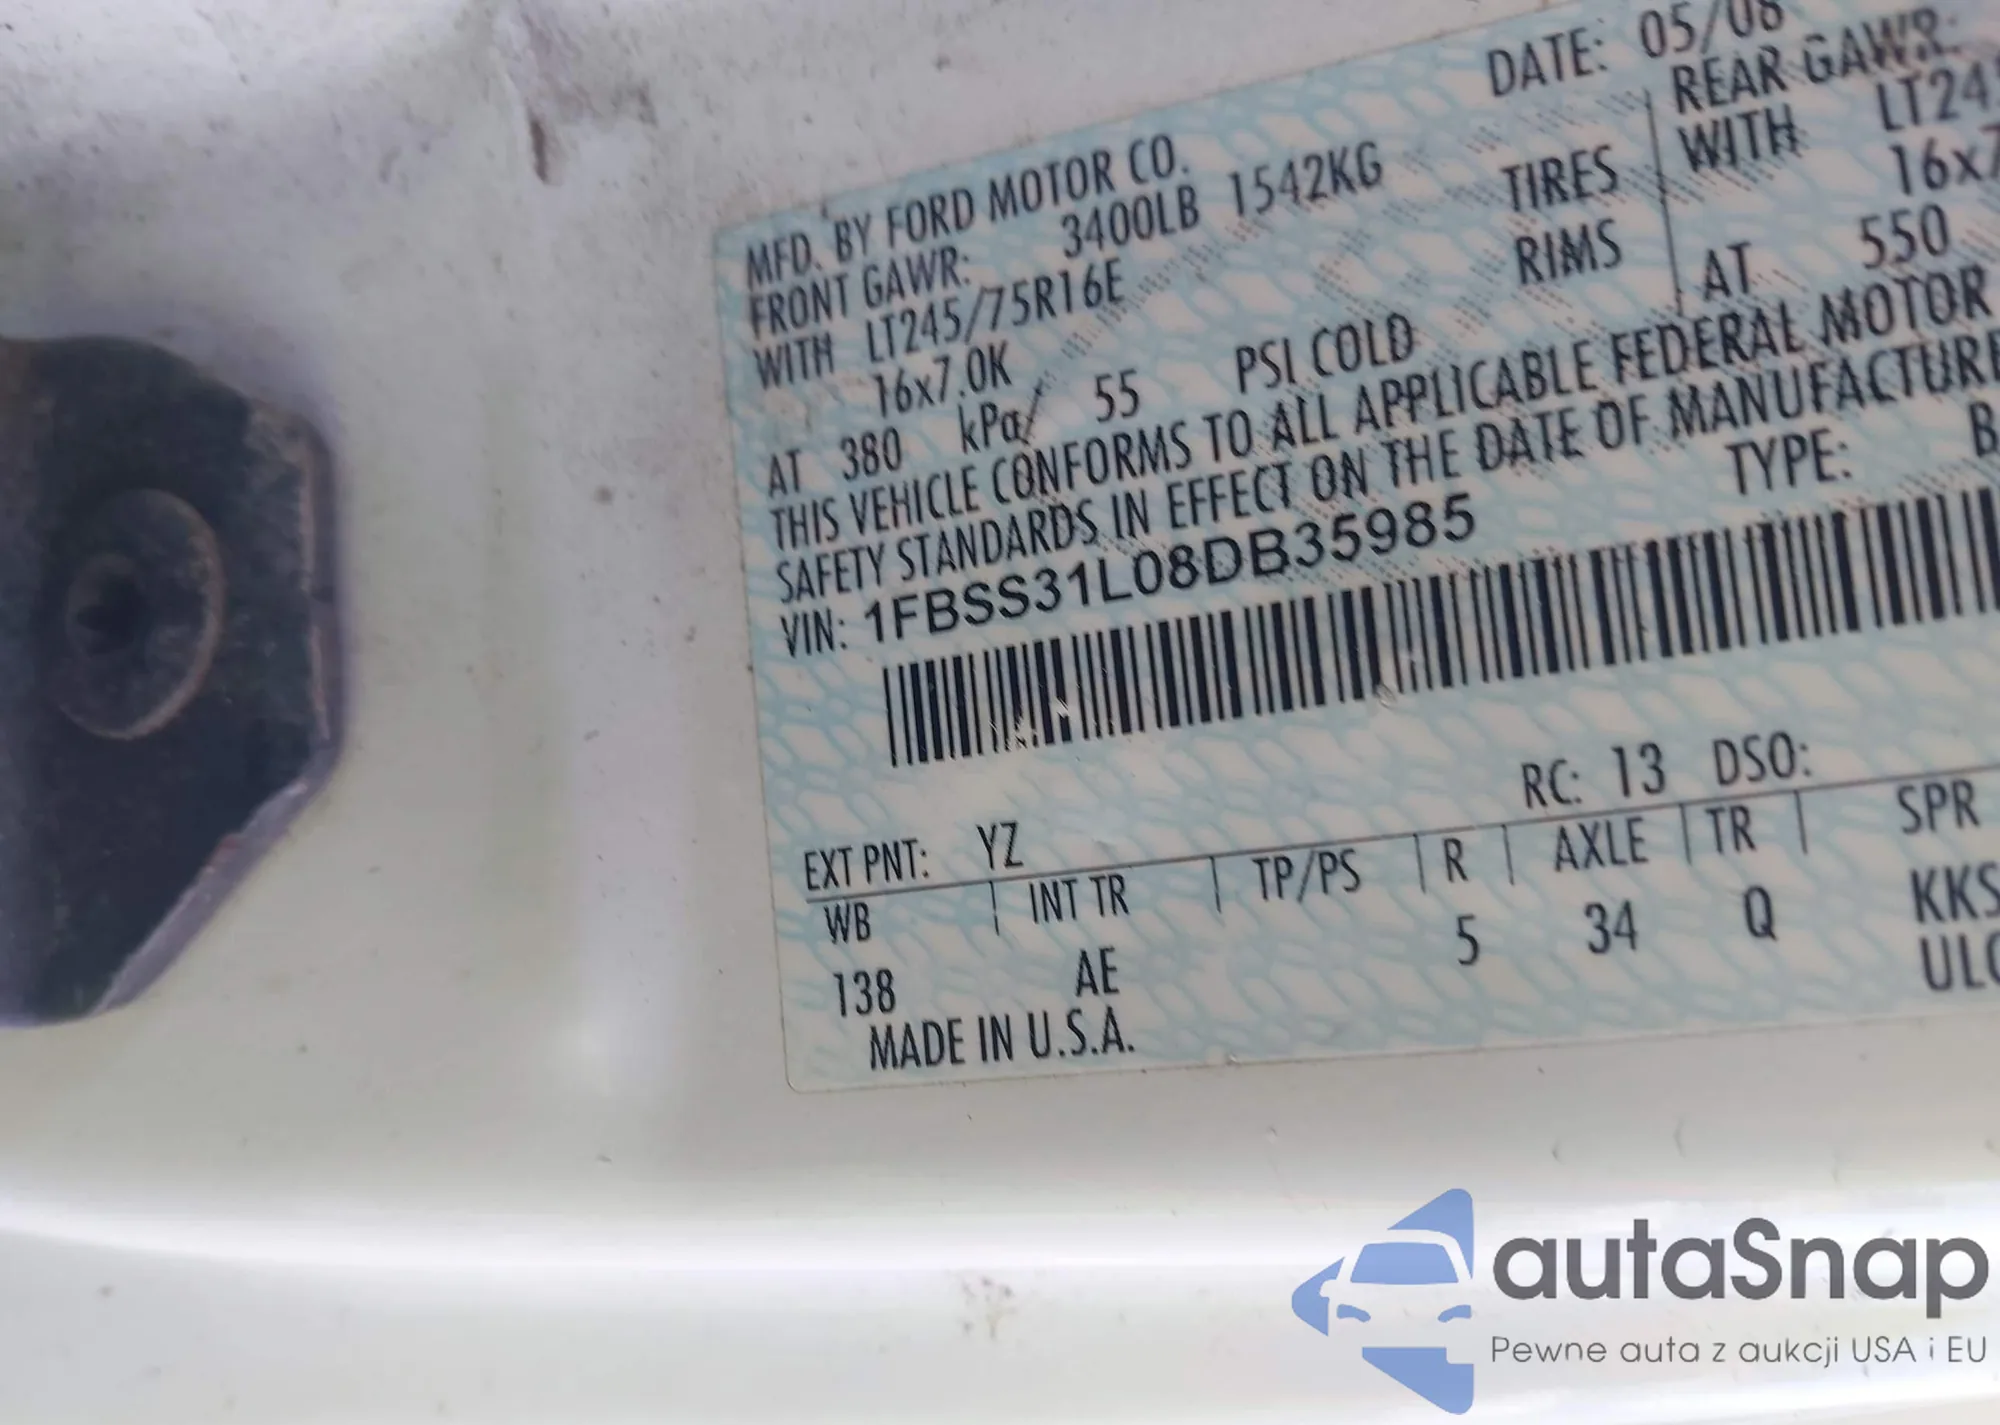 DATE: 05/08
MFD. BY FORD MOTOR CO.
FRONT GAWR: 3400LB 1542KG
REAR GAWR:
WITH LT245/75R16E TIRES
WITH
16x7.0K RIMS
AT 380 kPa/ 55 PSI COLD
AT 550
THIS VEHICLE CONFORMS TO ALL APPLICABLE FEDERAL MOTOR
SAFETY STANDARDS IN EFFECT ON THE DATE OF MANUFACTURE
VIN: 1FBSS31L08DB35985
TYPE:
RC: 13 DSO:
EXT PNT: YZ
WB INT TR TP/PS R AXLE TR SPR
138 AE 5 34 Q KKS
MADE IN U.S.A.
autaSnap
Pewne auta z aukcji USA i EU